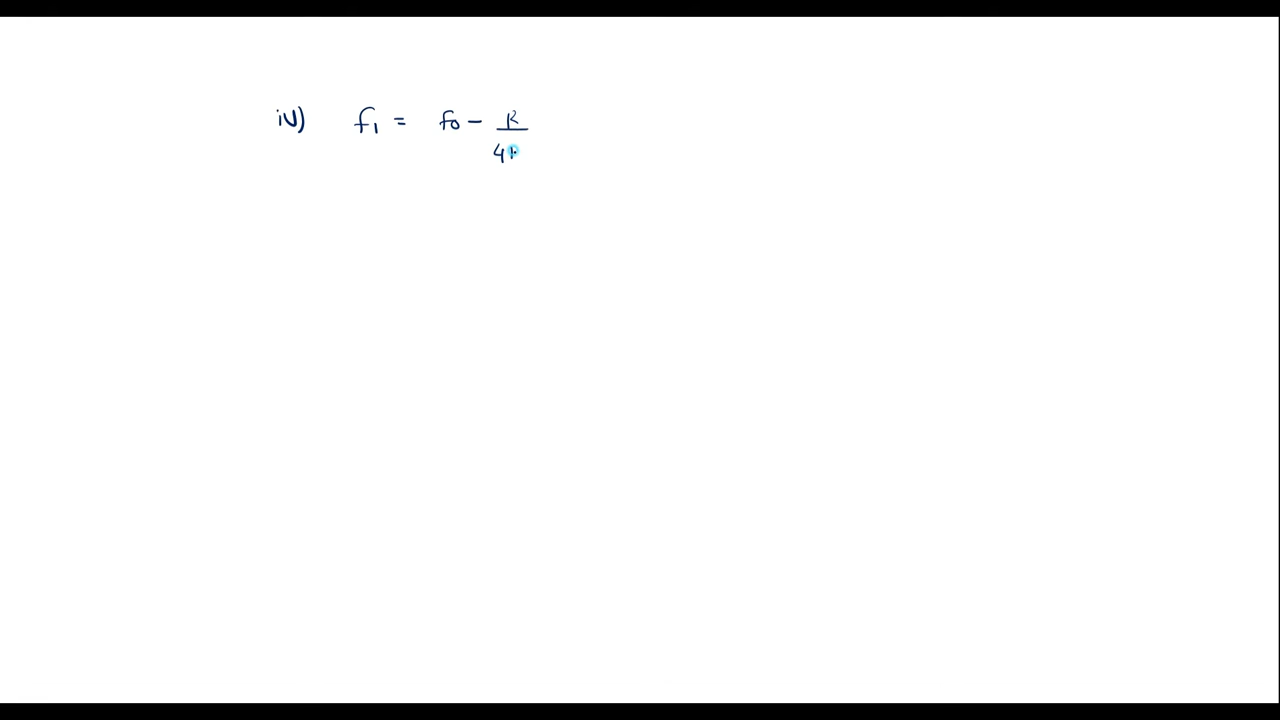 iv) f₁ = f₀ - R / 4